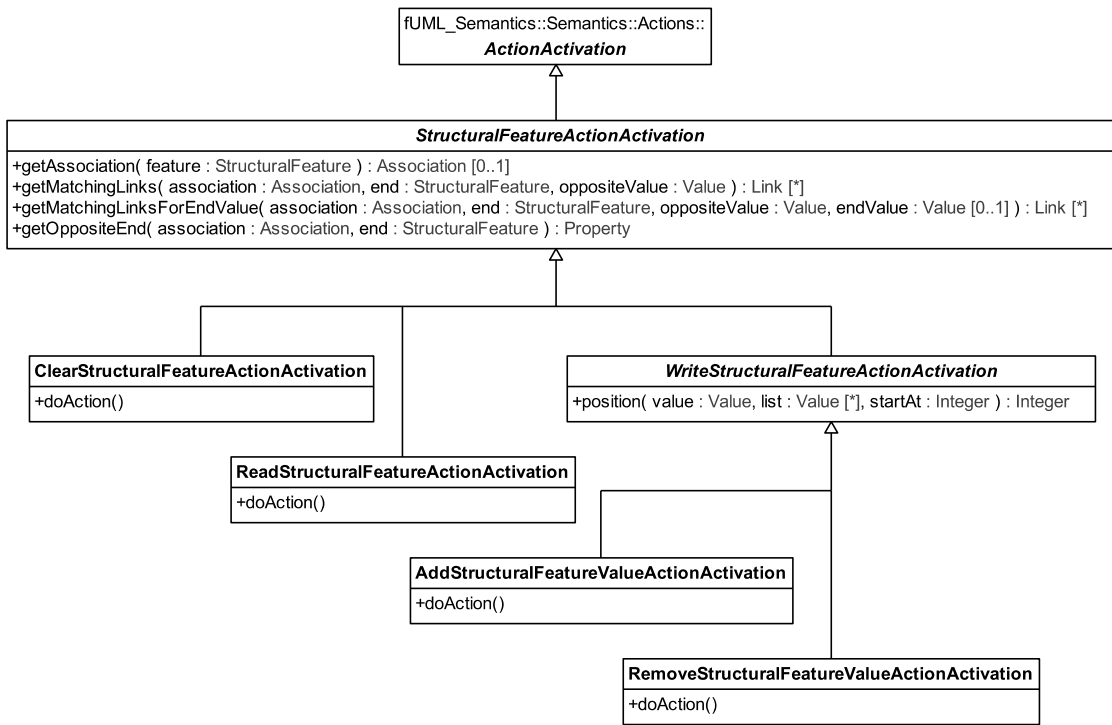 fUML_Semantics::Semantics::Actions::
ActionActivation
StructuralFeatureActionActivation
+getAssociation( feature : StructuralFeature ) : Association [0..1]
+getMatchingLinks( association : Association, end : StructuralFeature, oppositeValue : Value ) : Link [*]
+getMatchingLinksForEndValue( association : Association, end : StructuralFeature, oppositeValue : Value, endValue : Value [0..1] ) : Link [*]
+getOppositeEnd( association : Association, end : StructuralFeature ) : Property
ClearStructuralFeatureActionActivation
+doAction()
WriteStructuralFeatureActionActivation
+position( value : Value, list : Value [*], startAt : Integer ) : Integer
ReadStructuralFeatureActionActivation
+doAction()
AddStructuralFeatureValueActionActivation
+doAction()
RemoveStructuralFeatureValueActionActivation
+doAction()